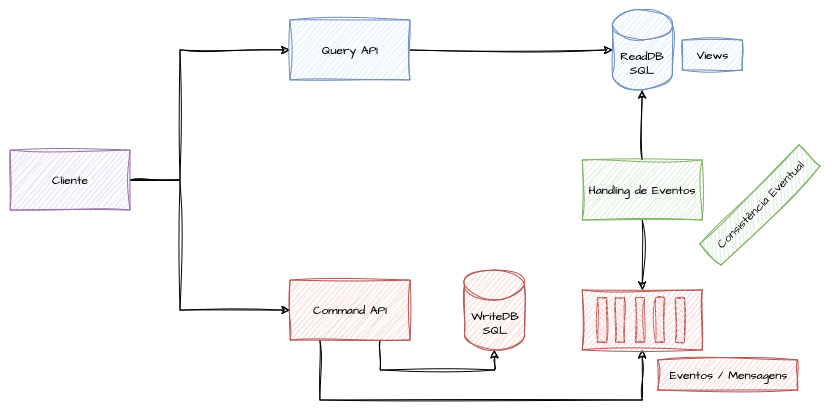 Query API
ReadDB
SQL
Views
Cliente
Handling de Eventos
Consistência Eventual
Command API
WriteDB
SQL
Eventos / Mensagens